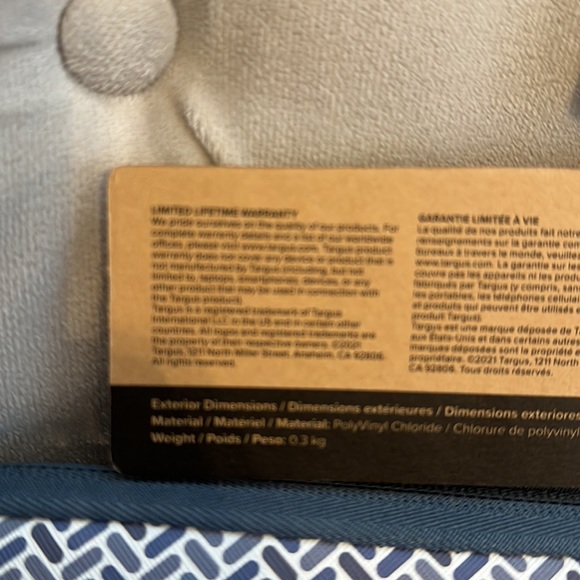 LIMITED LIFETIME WARRANTY
We pride ourselves on the quality of our products. For
complete warranty details and a list of our worldwide
offices, please visit www.targus.com. Targus product
warranty does not cover any device or product that is
not manufactured by Targus (including, but not
limited to, laptops, smartphones, devices, or any
other product that may be used in connection with
the Targus product).
Targus is a registered trademark of Targus
International LLC. in the US and in certain other
countries. All logos and registered trademarks are
the property of their respective owners. ©2021
Targus, 1211 North Miller Street, Anaheim, CA 92806.
All rights reserved.
GARANTIE LIMITÉE À VIE
La qualité de nos produits fait notre
renseignements sur la garantie com
bureaux à travers le monde, veuille
www.targus.com. La garantie sur le
couvre pas les appareils ni les prod
fabriqués par Targus (y compris, san
les portables, les téléphones cellulai
et produits qui peuvent être utilisés
produit Targus).
Targus est une marque déposée de T
aux États-Unis et dans certains autres
marques déposées sont la propriété
propriétaire. ©2021 Targus, 1211 North
CA 92806. Tous droits réservés.
Exterior Dimensions / Dimensions extérieures / Dimensiones exteriores
Material / Matériel / Material: PolyVinyl Chloride / Chlorure de polyvinyl
Weight / Poids / Peso: 0.3 kg